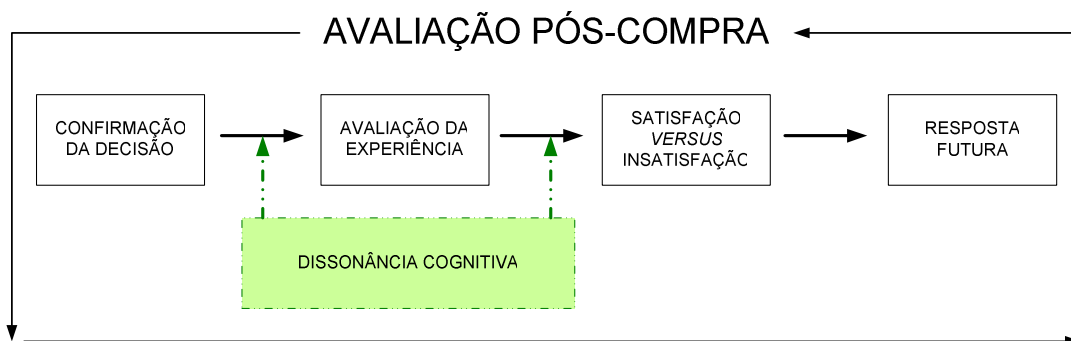 AVALIAÇÃO PÓS-COMPRA
CONFIRMAÇÃO
DA DECISÃO
AVALIAÇÃO DA
EXPERIÊNCIA
SATISFAÇÃO
VERSUS
INSATISFAÇÃO
RESPOSTA
FUTURA
DISSONÂNCIA COGNITIVA